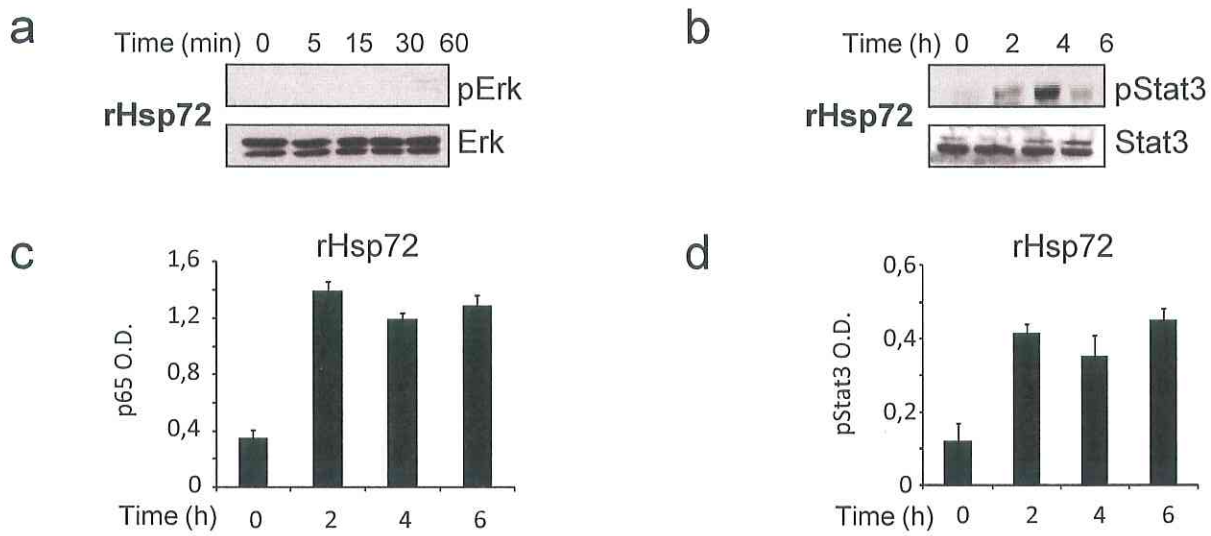 a
Time (min) 0 5 15 30 60
rHsp72
pErk
Erk
b
Time (h) 0 2 4 6
rHsp72
pStat3
Stat3
c
rHsp72
p65 O.D.
1,6
1,2
0,8
0,4
0
Time (h) 0 2 4 6
d
rHsp72
pStat3 O.D.
0,6
0,4
0,2
0
Time (h) 0 2 4 6